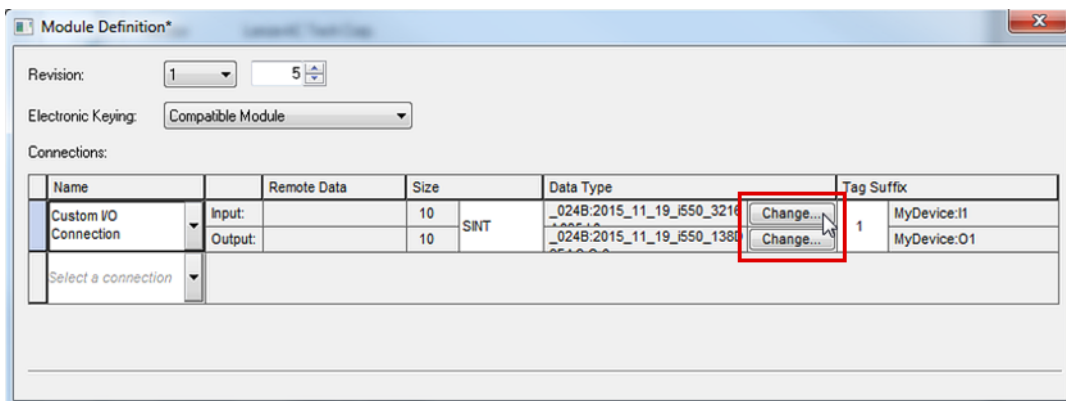 Module Definition*
Revision: 1 5
Electronic Keying: Compatible Module
Connections:
Name Remote Data Size Data Type Tag Suffix
Custom I/O Connection
Input: 10 SINT _024B:2015_11_19_i550_3216 Change... 1 MyDevice:I1
Output: 10 _024B:2015_11_19_i550_138D Change... MyDevice:O1
Select a connection